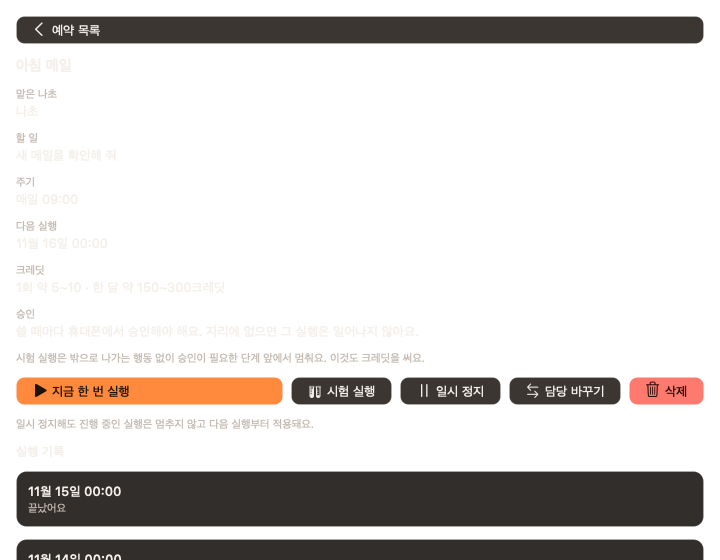 예약 목록
아침 메일
맡은 나초
나초
할 일
새 메일을 확인해 줘
주기
매일 09:00
다음 실행
11월 16일 00:00
크레딧
1회 약 5~10 · 한 달 약 150~300크레딧
승인
쓸 때마다 휴대폰에서 승인해야 해요. 자리에 없으면 그 실행은 일어나지 않아요.
시험 실행은 밖으로 나가는 행동 없이 승인이 필요한 단계 앞에서 멈춰요. 이것도 크레딧을 써요.
지금 한 번 실행 시험 실행 일시 정지 담당 바꾸기 삭제
일시 정지해도 진행 중인 실행은 멈추지 않고 다음 실행부터 적용돼요.
실행 기록
11월 15일 00:00
끝났어요
11월 14일 00:00